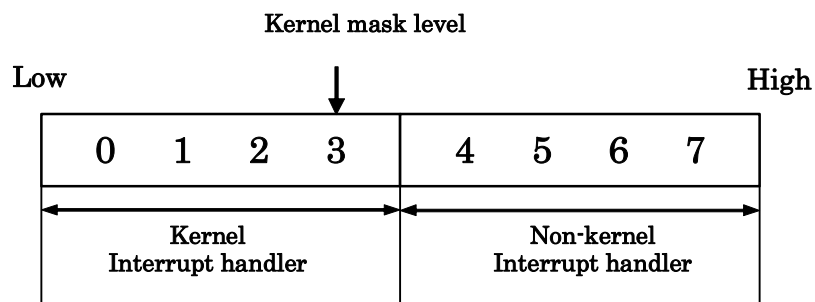 Kernel mask level
Low
High
0 1 2 3 4 5 6 7
Kernel
Interrupt handler
Non-kernel
Interrupt handler